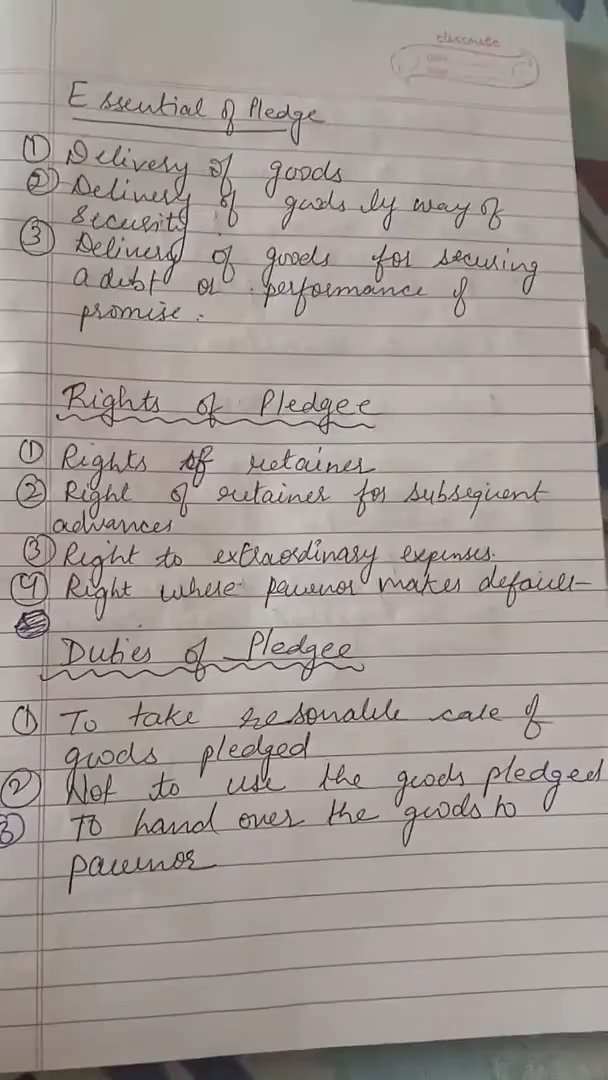 classmate
Essential of Pledge
① Delivery of goods
② Delivery of goods by way of
security
③ Delivery of goods for securing
a debt or performance of
promise.
Rights of Pledgee
① Rights of retainer
② Right of retainer for subsequent
advances
③ Right to extraordinary expenses.
④ Right where pawnor makes default
Duties of Pledgee
① To take resonable care of
goods pledged
② Not to use the goods pledged
③ To hand over the goods to
pawnor